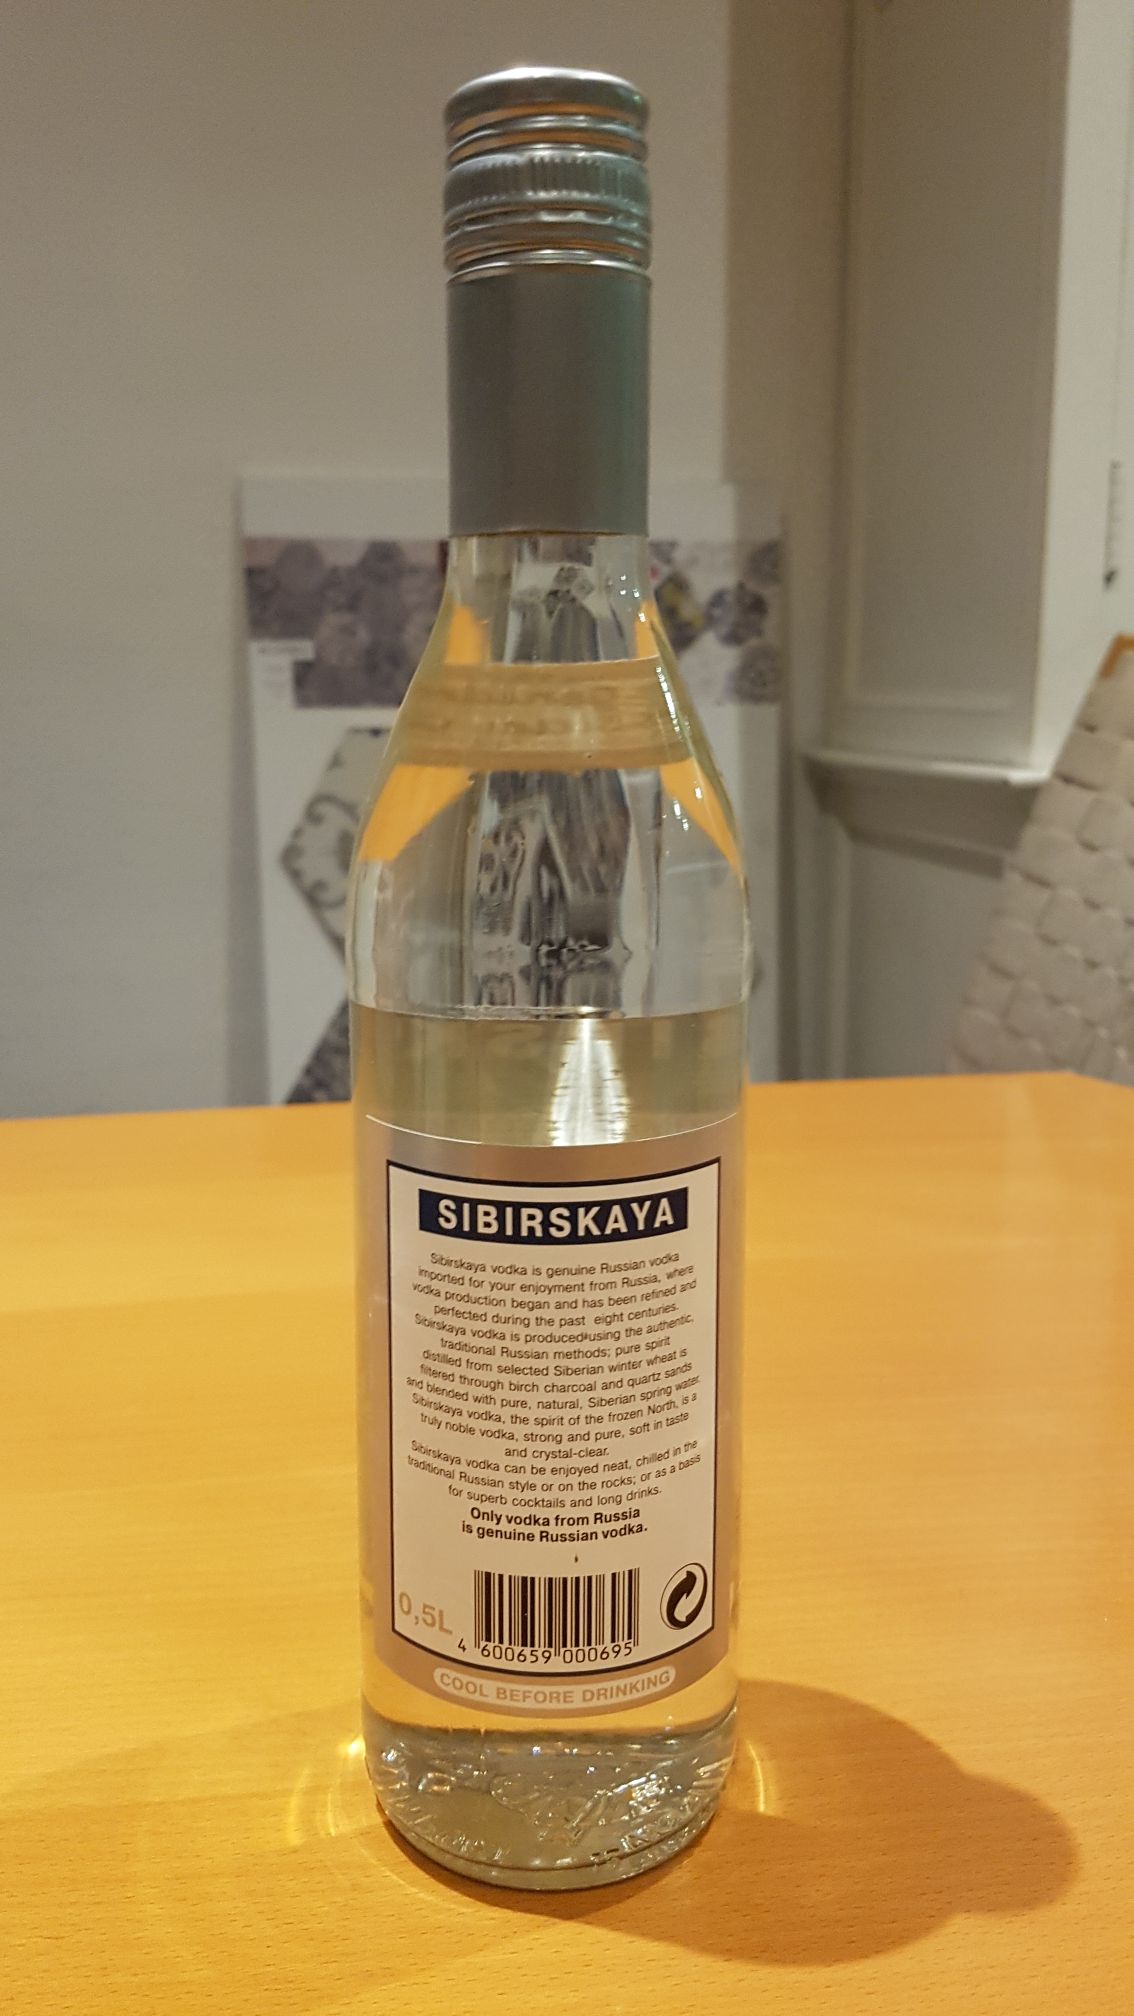 SIBIRSKAYA
Sibirskaya vodka is genuine Russian vodka
imported for your enjoyment from Russia, where
vodka production began and has been refined and
perfected during the past eight centuries.
Sibirskaya vodka is produced using the authentic,
traditional Russian methods; pure spirit
distilled from selected Siberian winter wheat is
filtered through birch charcoal and quartz sands
and blended with pure, natural, Siberian spring water.
Sibirskaya vodka, the spirit of the frozen North, is a
truly noble vodka, strong and pure, soft in taste
and crystal-clear.
Sibirskaya vodka can be enjoyed neat, chilled in the
traditional Russian style or on the rocks; or as a basis
for superb cocktails and long drinks.
Only vodka from Russia
is genuine Russian vodka.
0,5L
4 600659 000695
COOL BEFORE DRINKING